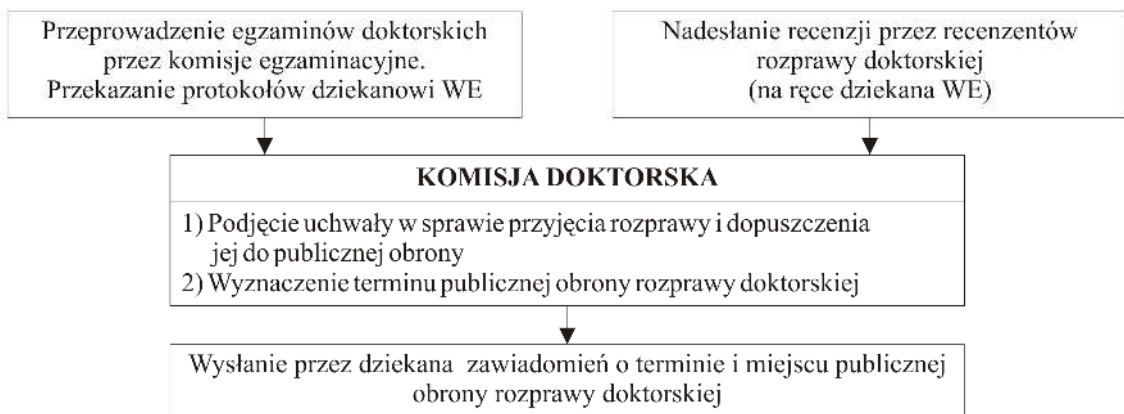 Przeprowadzenie egzaminów doktorskich
przez komisje egzaminacyjne.
Przekazanie protokołów dziekanowi WE
Nadesłanie recenzji przez recenzentów
rozprawy doktorskiej
(na ręce dziekana WE)
KOMISJA DOKTORSKA
1) Podjęcie uchwały w sprawie przyjęcia rozprawy i dopuszczenia
jej do publicznej obrony
2) Wyznaczenie terminu publicznej obrony rozprawy doktorskiej
Wysłanie przez dziekana zawiadomień o terminie i miejscu publicznej
obrony rozprawy doktorskiej